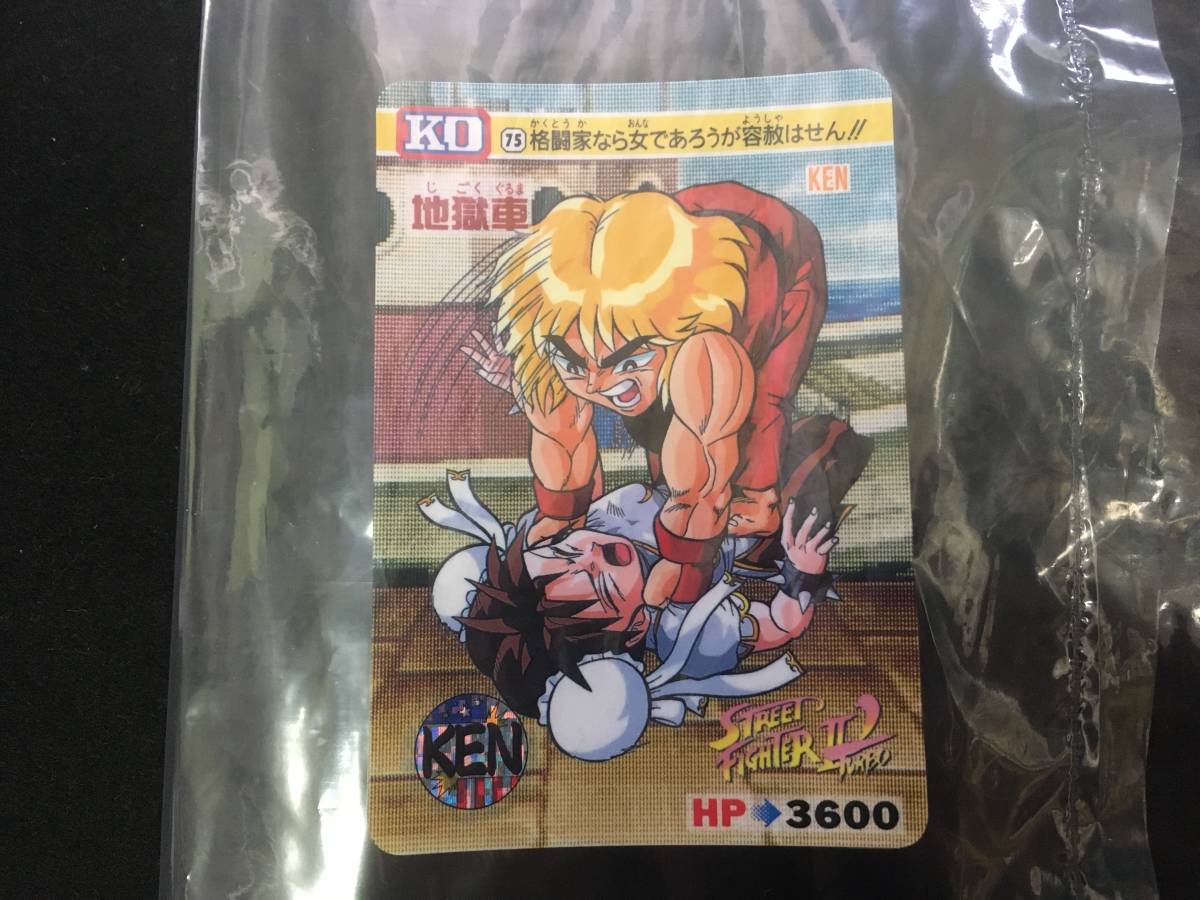 KO
75 格闘家なら女であろうが容赦はせん!!
かくとうか おんな ようしゃ
KEN
じごくぐるま
地獄車
KEN
STREET
FIGHTER II'
TURBO
HP 3600